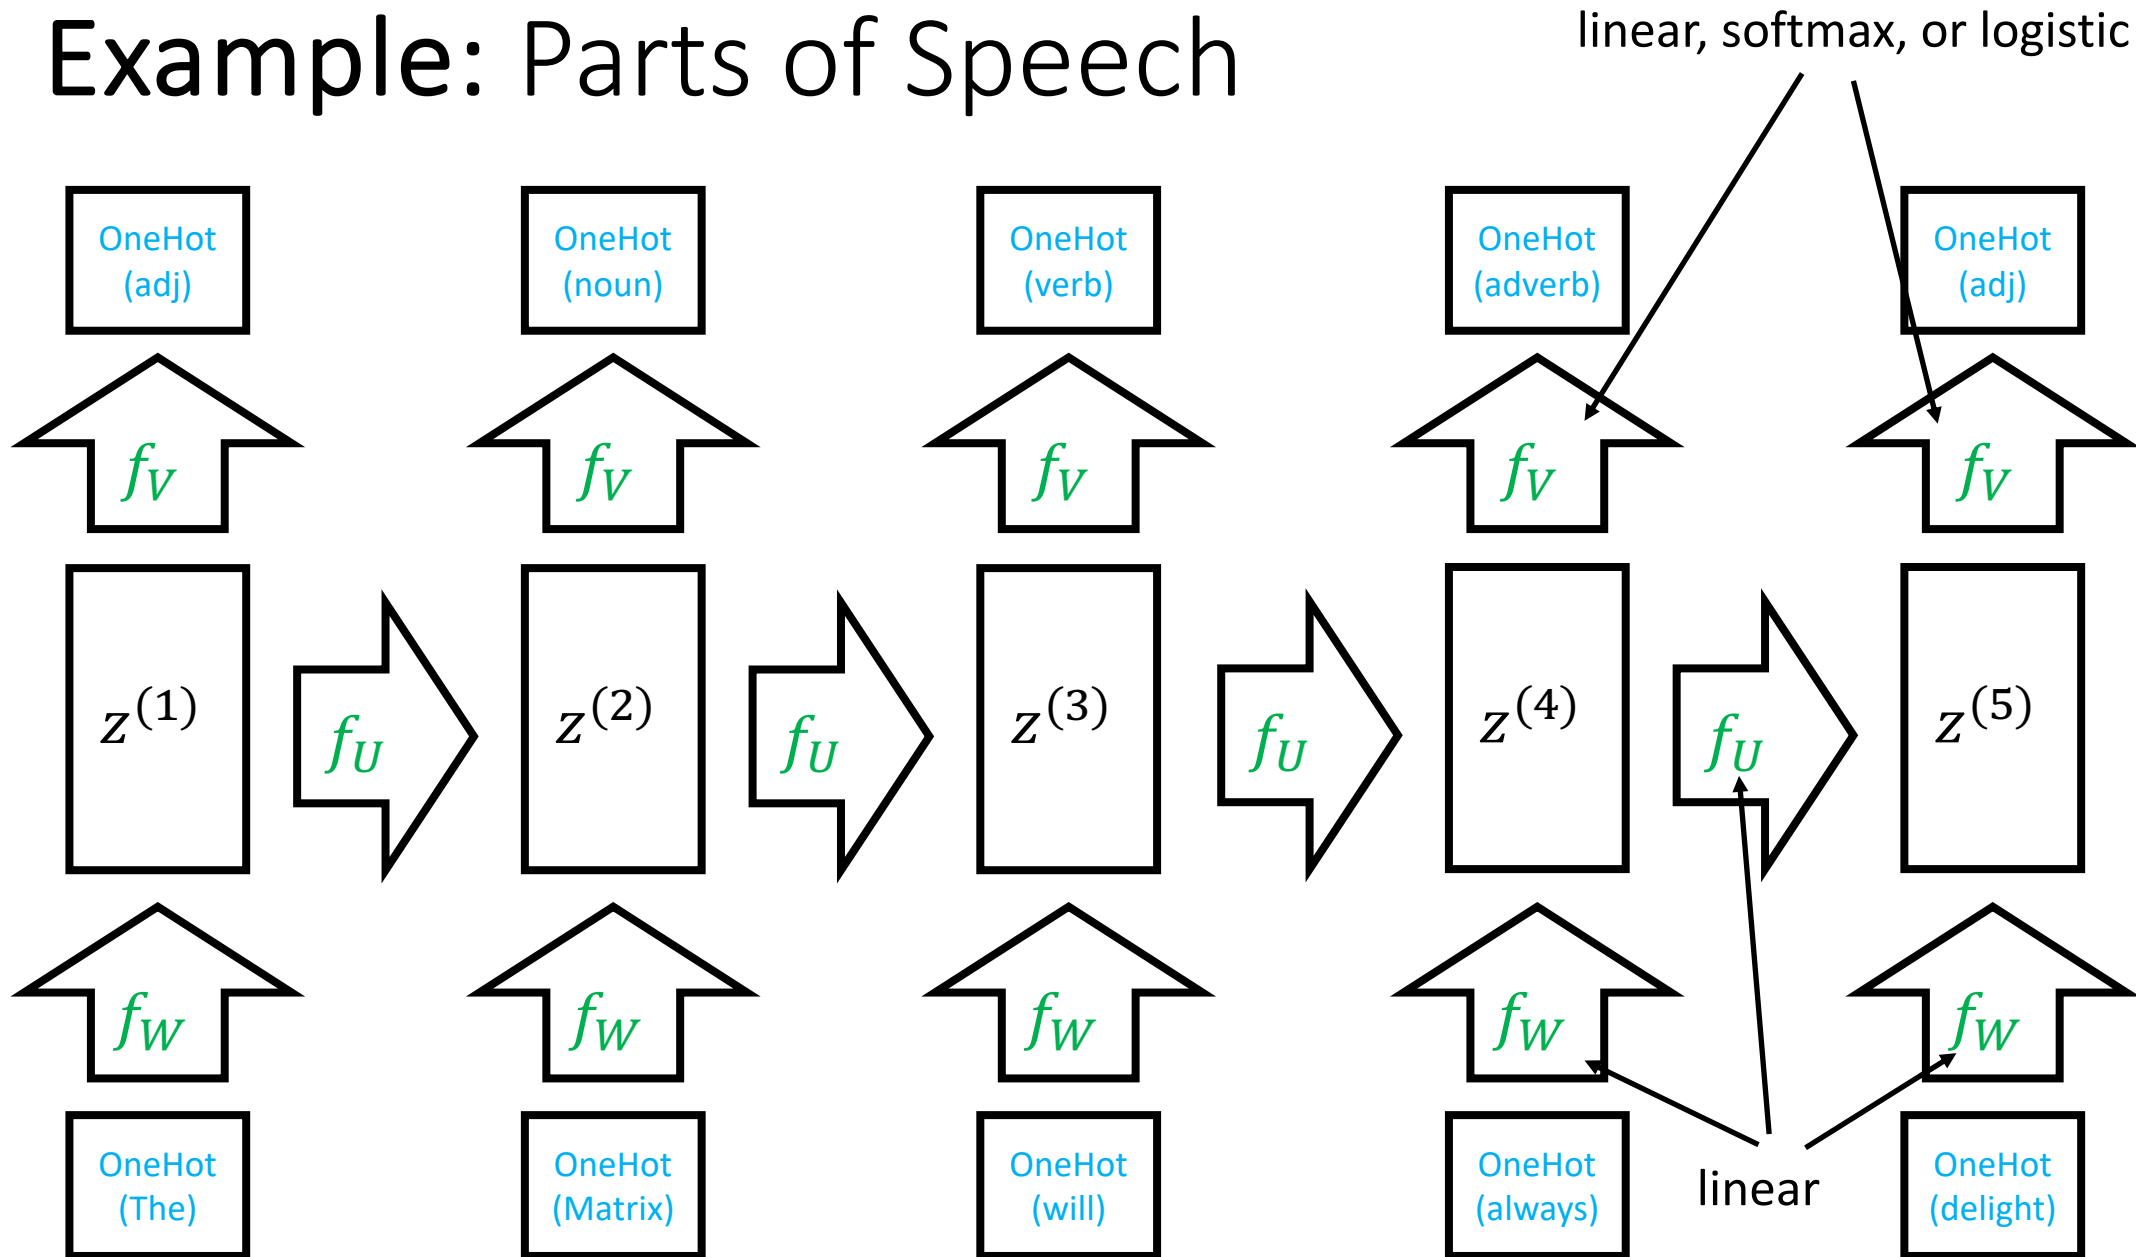 Example: Parts of Speech
linear, softmax, or logistic
OneHot
(adj)
OneHot
(noun)
OneHot
(verb)
OneHot
(adverb)
OneHot
(adj)
f_V
f_V
f_V
f_V
f_V
z^(1)
f_U
z^(2)
f_U
z^(3)
f_U
z^(4)
f_U
z^(5)
f_W
f_W
f_W
f_W
f_W
OneHot
(The)
OneHot
(Matrix)
OneHot
(will)
OneHot
(always)
linear
OneHot
(delight)